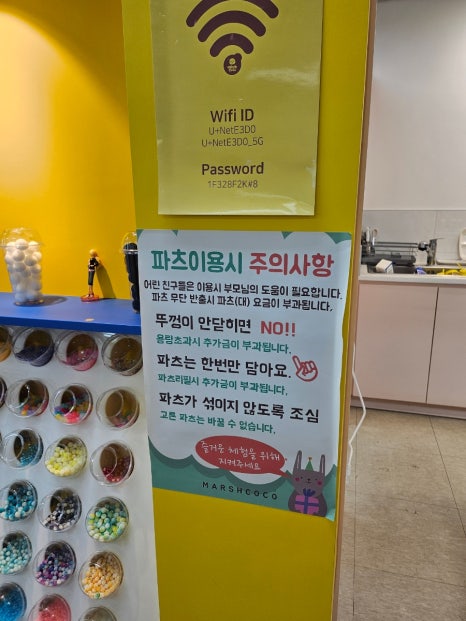 Wifi ID
U+NetE3D0
U+NetE3D0_5G
Password
1F328F2K#8
파츠이용시 주의사항
어린 친구들은 이용시 부모님의 도움이 필요합니다.
파츠 무단 반출시 파츠(대) 요금이 부과됩니다.
뚜껑이 안닫히면 NO!!
용량초과시 추가금이 부과됩니다.
파츠는 한번만 담아요.
파츠리필시 추가금이 부과됩니다.
파츠가 섞이지 않도록 조심
고른 파츠는 바꿀 수 없습니다.
즐거운 체험을 위해
지켜주세요
MARSHCOCO